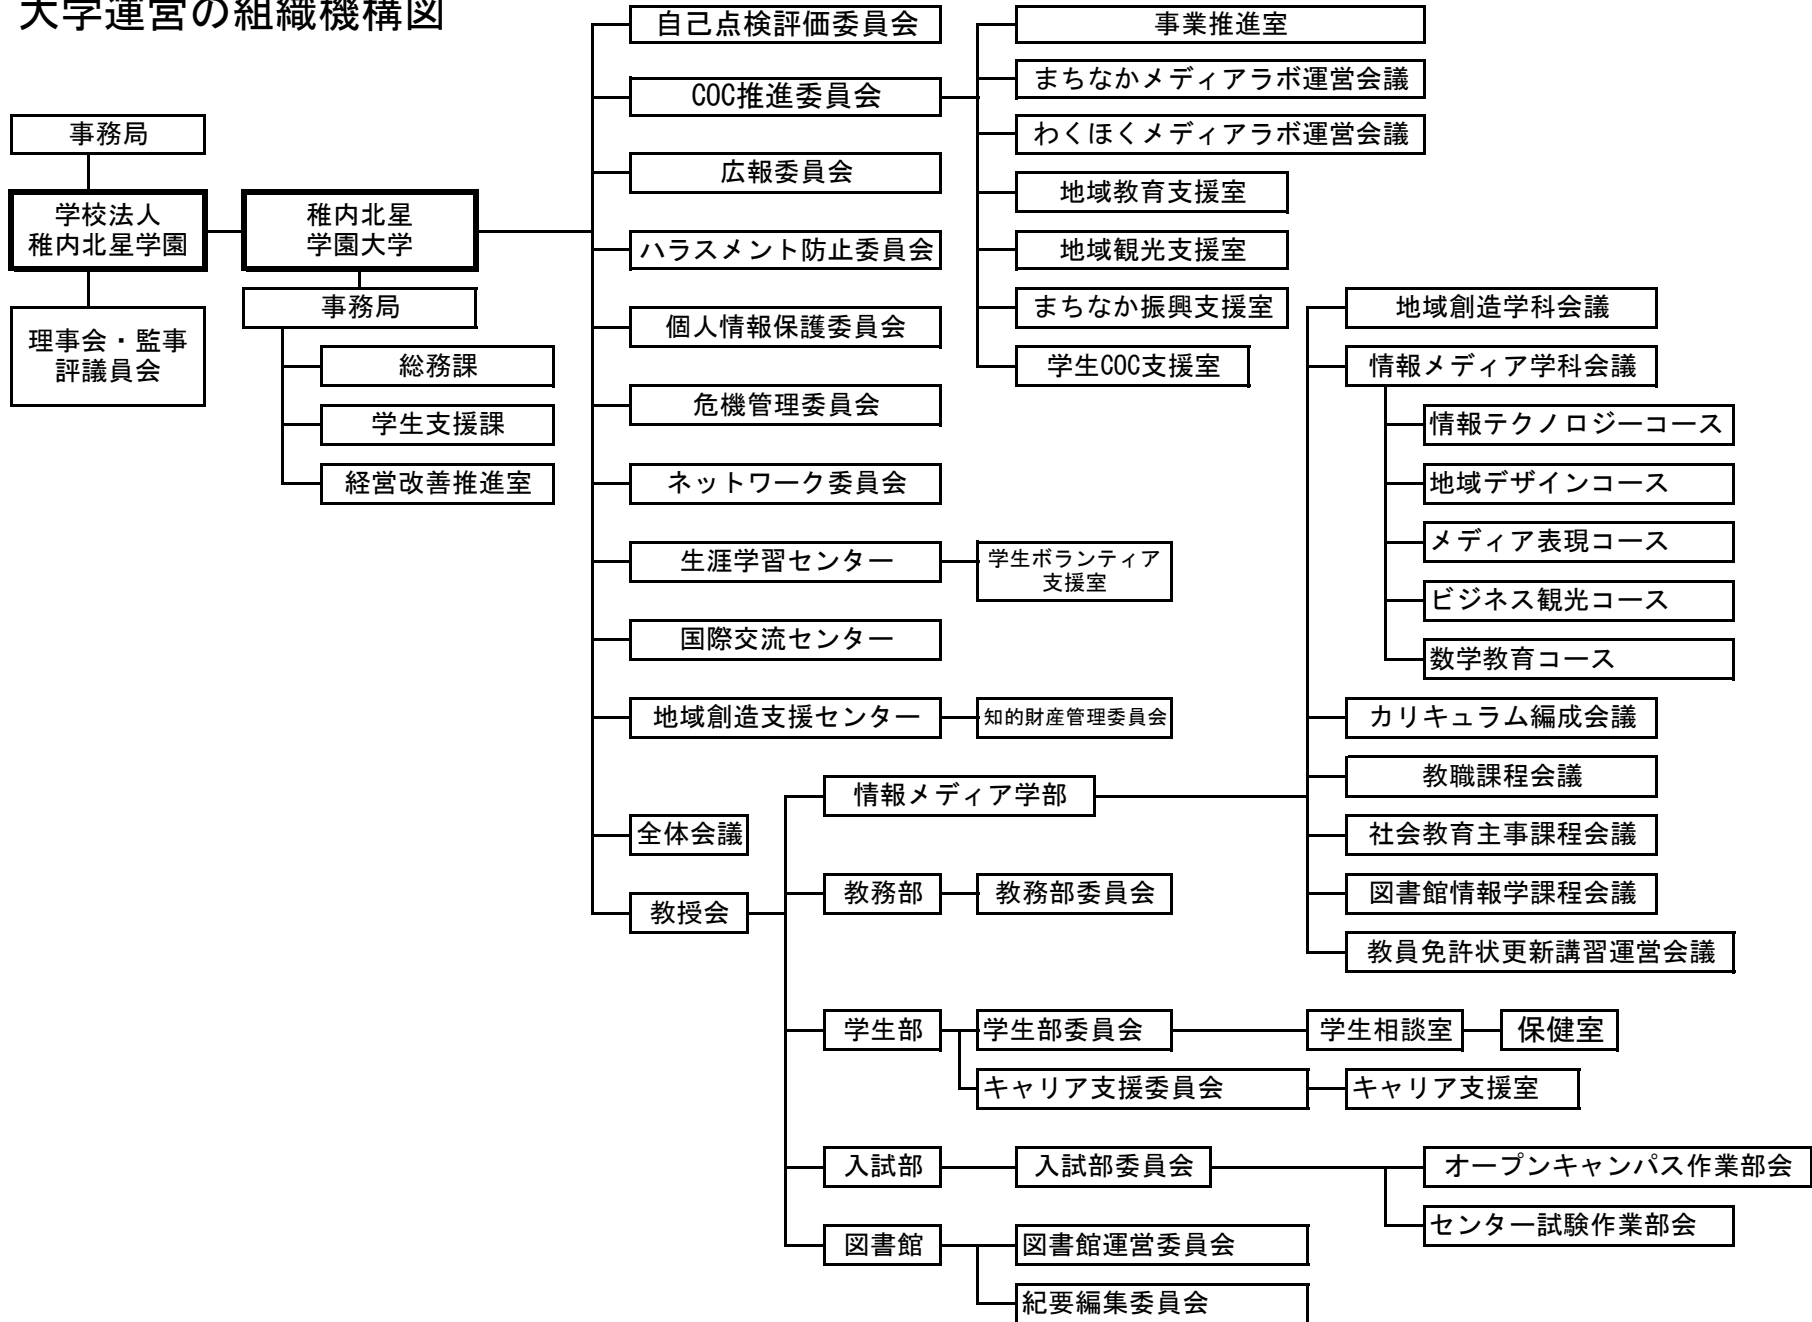 大学運営の組織機構図
事務局
学校法人
稚内北星学園
理事会・監事
評議員会
稚内北星
学園大学
事務局
総務課
学生支援課
経営改善推進室
自己点検評価委員会
COC推進委員会
事業推進室
まちなかメディアラボ運営会議
わくほくメディアラボ運営会議
地域教育支援室
地域観光支援室
まちなか振興支援室
学生COC支援室
広報委員会
ハラスメント防止委員会
個人情報保護委員会
危機管理委員会
ネットワーク委員会
生涯学習センター
学生ボランティア
支援室
国際交流センター
地域創造支援センター
知的財産管理委員会
全体会議
教授会
情報メディア学部
地域創造学科会議
情報メディア学科会議
情報テクノロジーコース
地域デザインコース
メディア表現コース
ビジネス観光コース
数学教育コース
カリキュラム編成会議
教職課程会議
社会教育主事課程会議
図書館情報学課程会議
教員免許状更新講習運営会議
教務部
教務部委員会
学生部
学生部委員会
学生相談室
保健室
キャリア支援委員会
キャリア支援室
入試部
入試部委員会
オープンキャンパス作業部会
センター試験作業部会
図書館
図書館運営委員会
紀要編集委員会